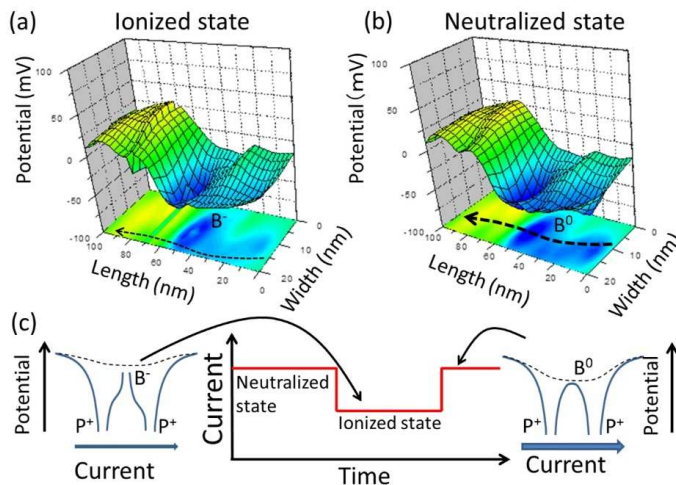 (a) Ionized state
(b) Neutralized state
Potential (mV)
100
50
0
-50
-100
100
80
60
40
20
0
Length (nm)
0
10
20
Width (nm)
B-
Potential (mV)
100
50
0
-50
-100
100
80
60
40
20
0
Length (nm)
0
10
20
Width (nm)
B0
(c)
Potential
B-
P+ P+
Current
Current
Neutralized
state
Ionized state
Time
B0
P+ P+
Current
Potential